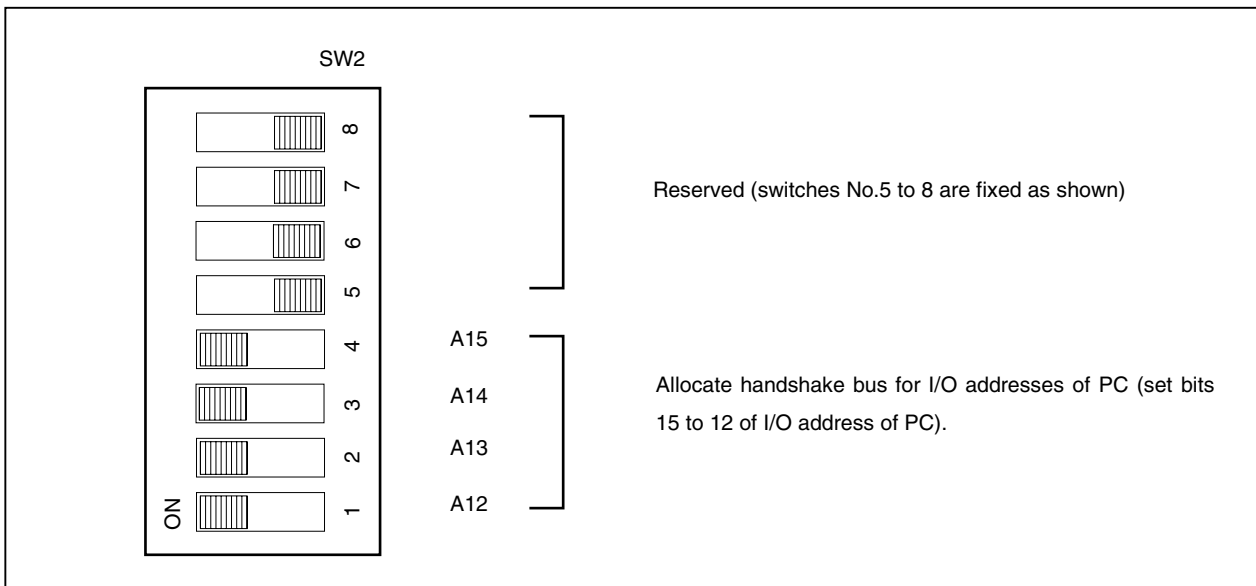 SW2
8
7
Reserved (switches No.5 to 8 are fixed as shown)
6
5
4
A15
3
A14
Allocate handshake bus for I/O addresses of PC (set bits
15 to 12 of I/O address of PC).
2
A13
1
A12
ON